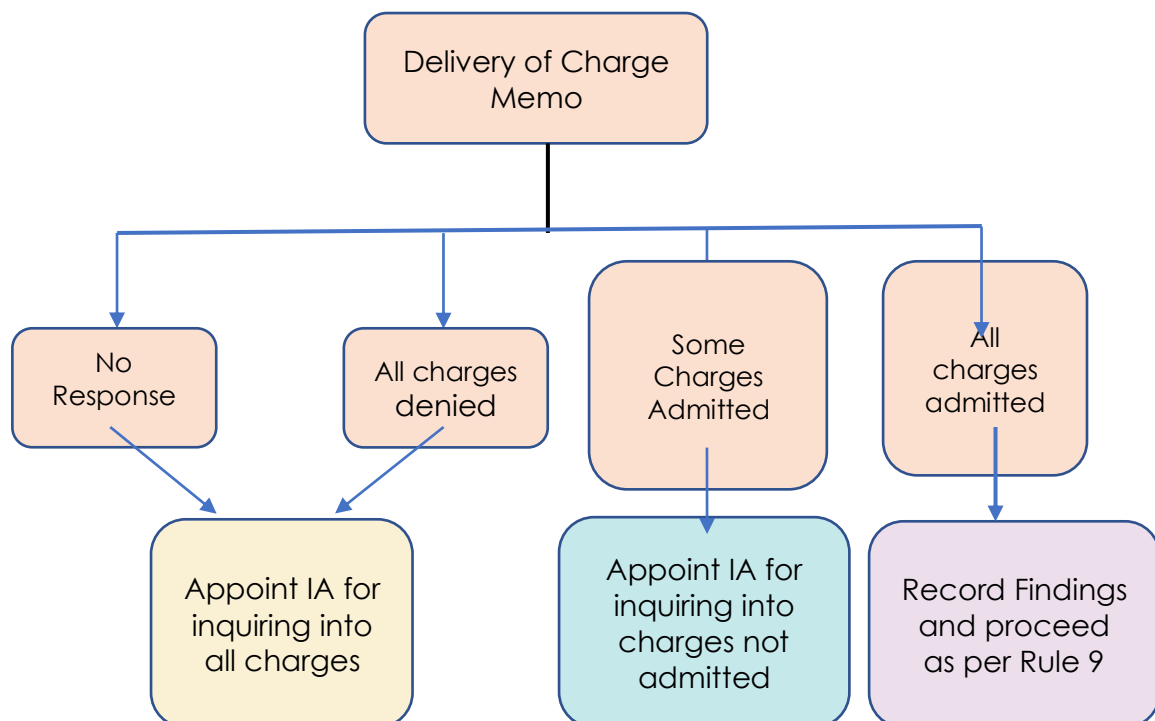 Delivery of Charge
Memo
No
Response
All charges
denied
Some
Charges
Admitted
All
charges
admitted
Appoint IA for
inquiring into
all charges
Appoint IA for
inquiring into
charges not
admitted
Record Findings
and proceed
as per Rule 9